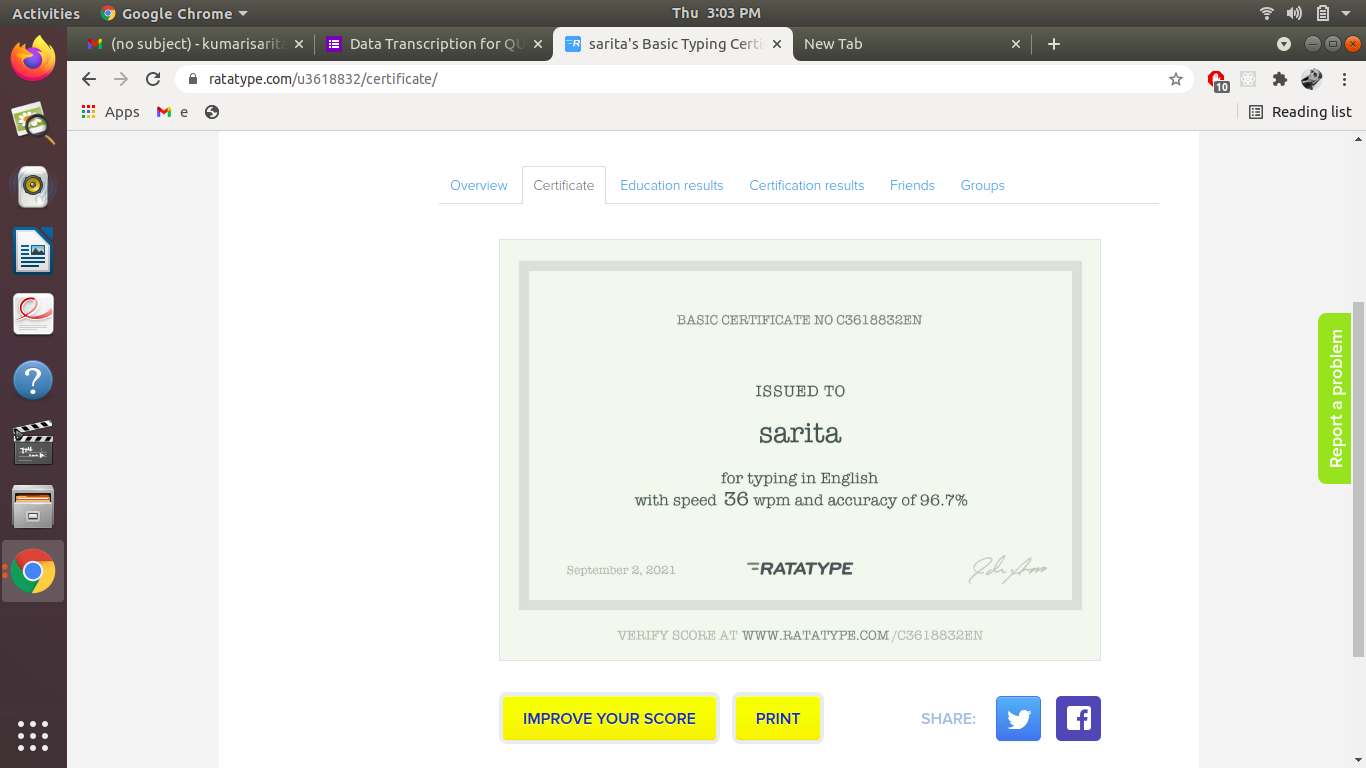 Activities
Google Chrome
Thu 3:03 PM
(no subject) - kumarisarita
Data Transcription for QU
sarita's Basic Typing Certi
New Tab
ratatype.com/u3618832/certificate/
10
Apps
e
Reading list
Overview
Certificate
Education results
Certification results
Friends
Groups
BASIC CERTIFICATE NO C3618832EN
ISSUED TO
sarita
for typing in English
with speed 36 wpm and accuracy of 96.7%
September 2, 2021
RATATYPE
VERIFY SCORE AT WWW.RATATYPE.COM/C3618832EN
IMPROVE YOUR SCORE
PRINT
SHARE:
Report a problem